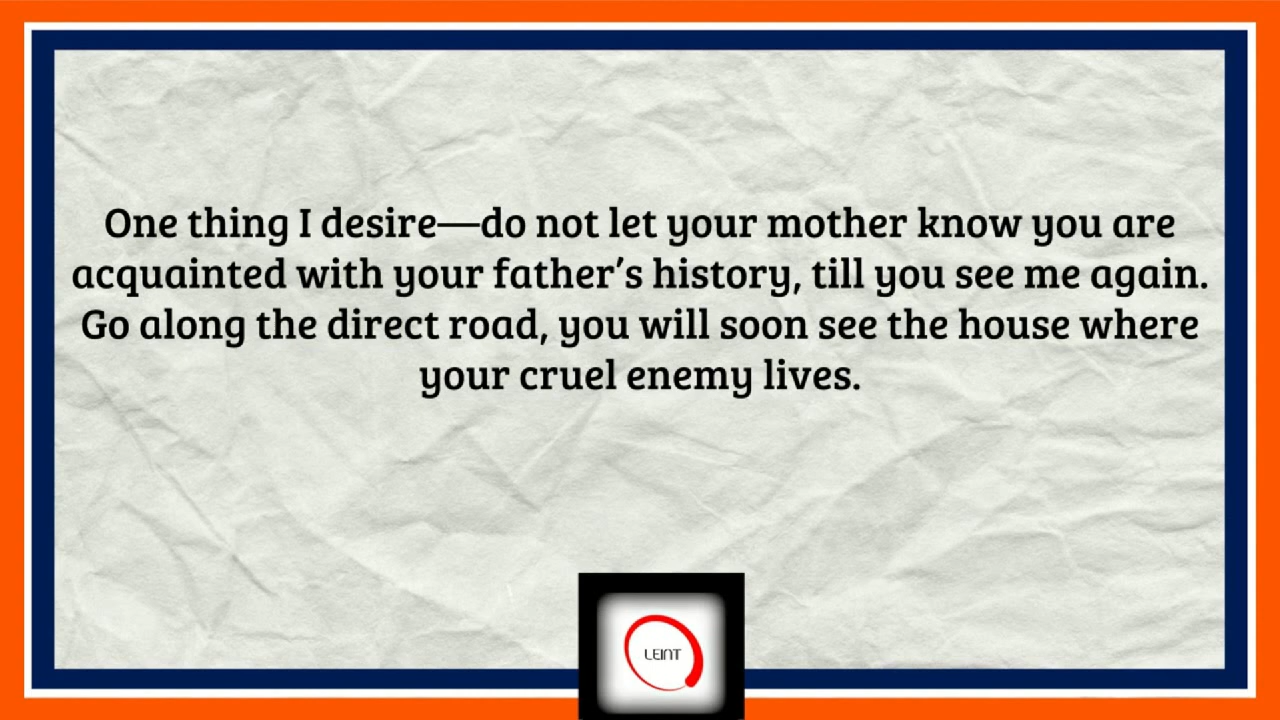 One thing I desire—do not let your mother know you are
acquainted with your father’s history, till you see me again.
Go along the direct road, you will soon see the house where
your cruel enemy lives.
LEINT